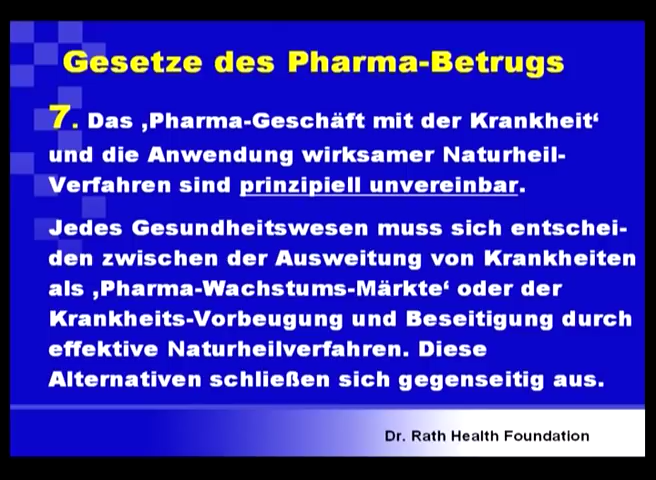 Gesetze des Pharma-Betrugs
7. Das ‚Pharma-Geschäft mit der Krankheit‘
und die Anwendung wirksamer Naturheil-
Verfahren sind prinzipiell unvereinbar.
Jedes Gesundheitswesen muss sich entschei-
den zwischen der Ausweitung von Krankheiten
als ‚Pharma-Wachstums-Märkte‘ oder der
Krankheits-Vorbeugung und Beseitigung durch
effektive Naturheilverfahren. Diese
Alternativen schließen sich gegenseitig aus.
Dr. Rath Health Foundation